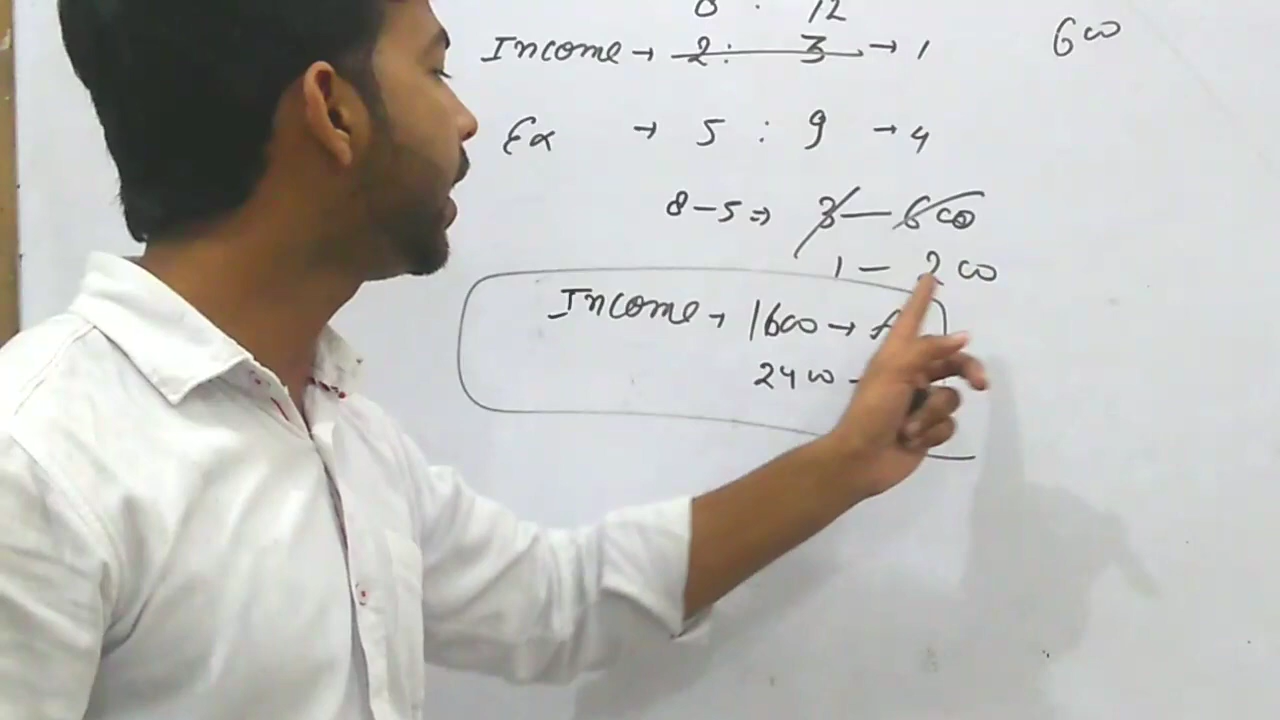 8 : 12
Income → 2 : 3 → 1
600
Ex → 5 : 9 → 4
8-5 ⇒ 3 — 600
1 — 200
Income → 1600 → A
2400 -